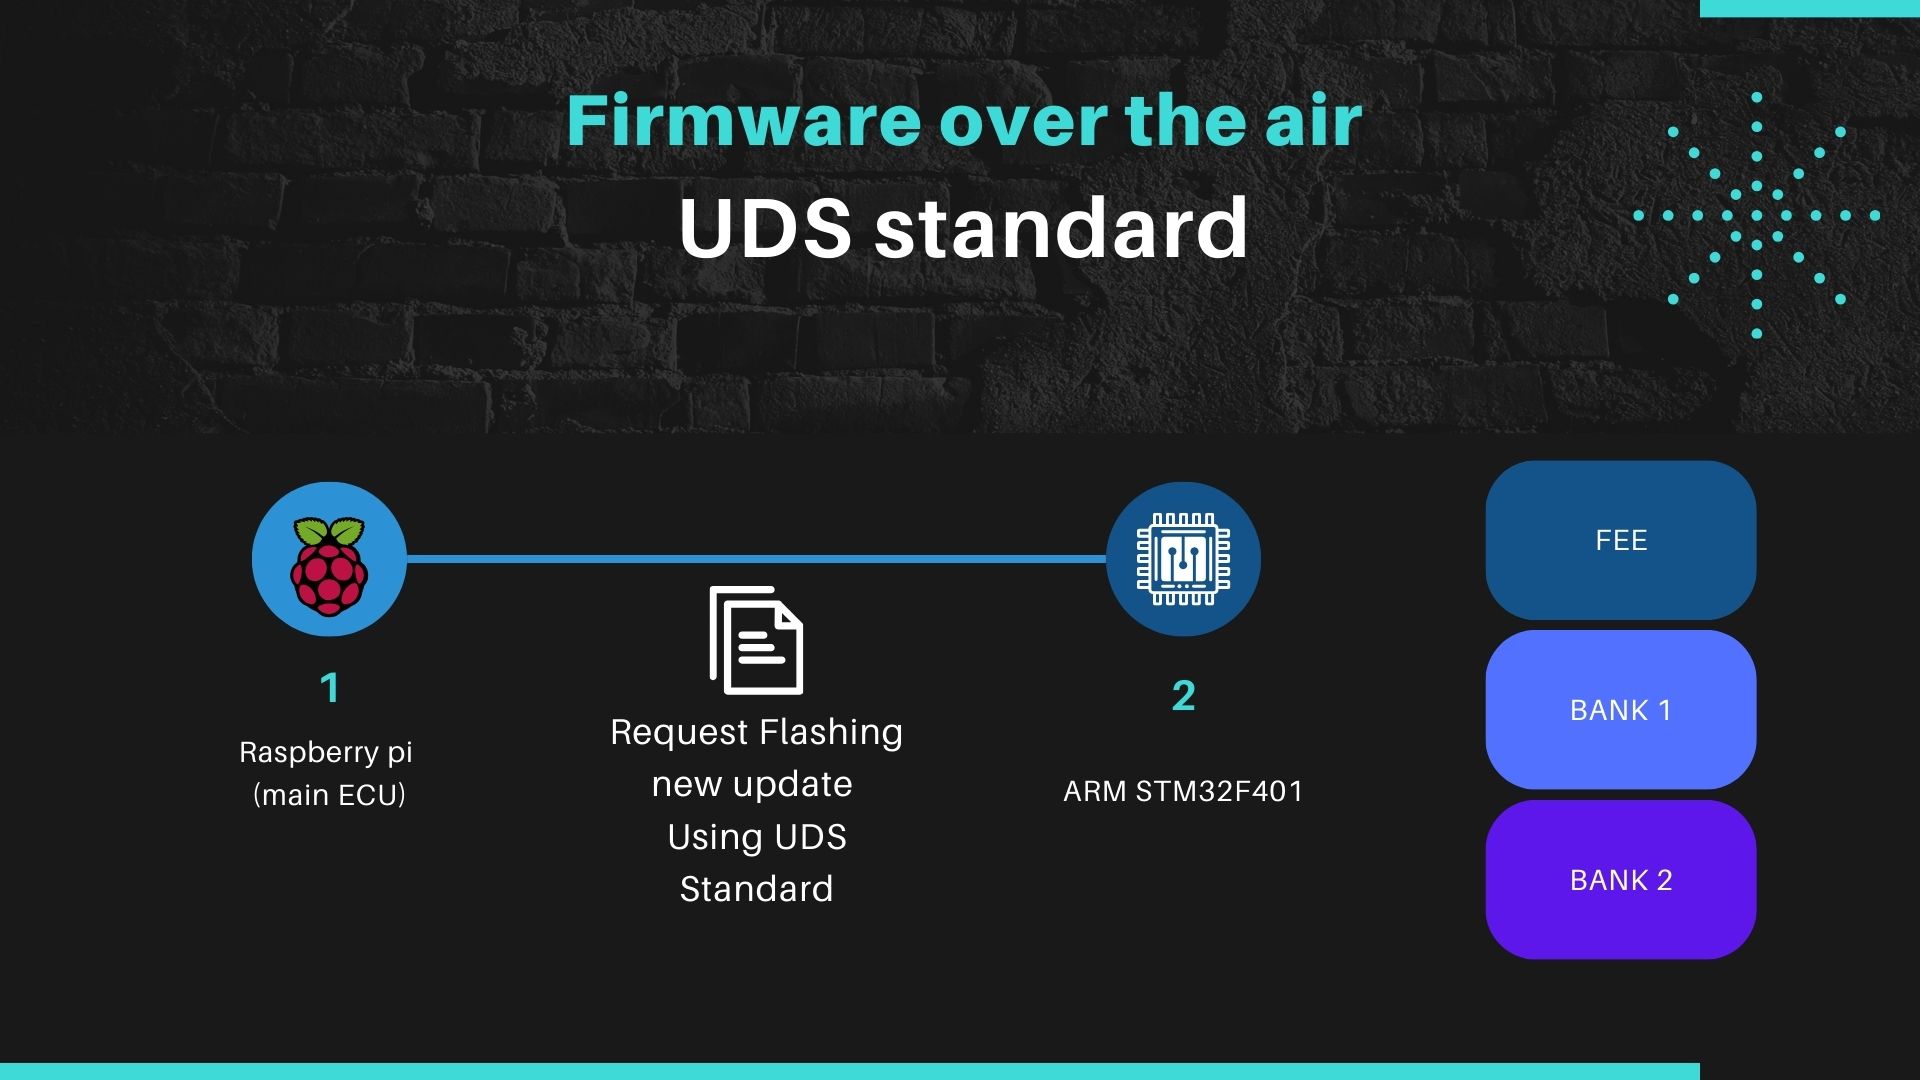 Firmware over the air
UDS standard
1
Raspberry pi
(main ECU)
Request Flashing
new update
Using UDS
Standard
2
ARM STM32F401
FEE
BANK 1
BANK 2